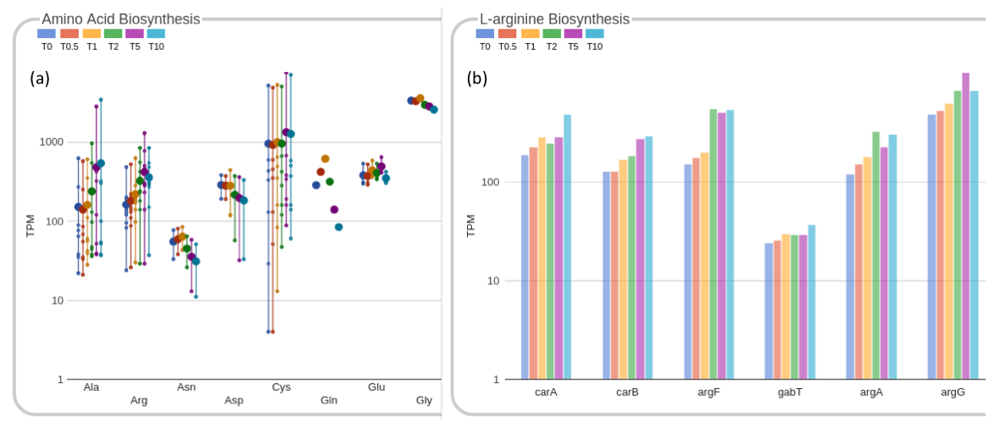 Amino Acid Biosynthesis
T0 T0.5 T1 T2 T5 T10
(a)
TPM
1000
100
10
1
Ala Arg Asn Asp Cys Gln Glu Gly
L-arginine Biosynthesis
T0 T0.5 T1 T2 T5 T10
(b)
TPM
100
10
1
carA carB argF gabT argA argG